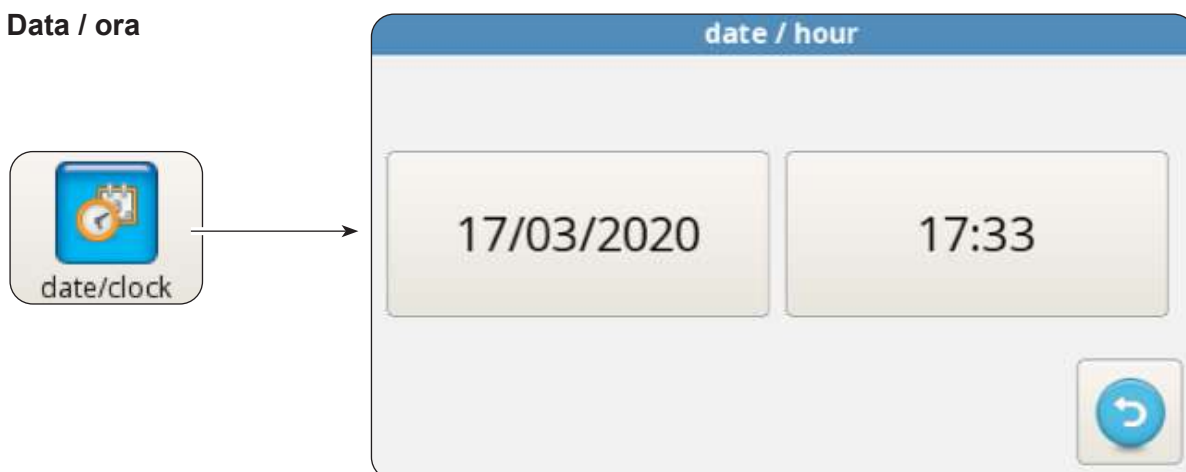 Data / ora
date / hour
date/clock
17/03/2020
17:33